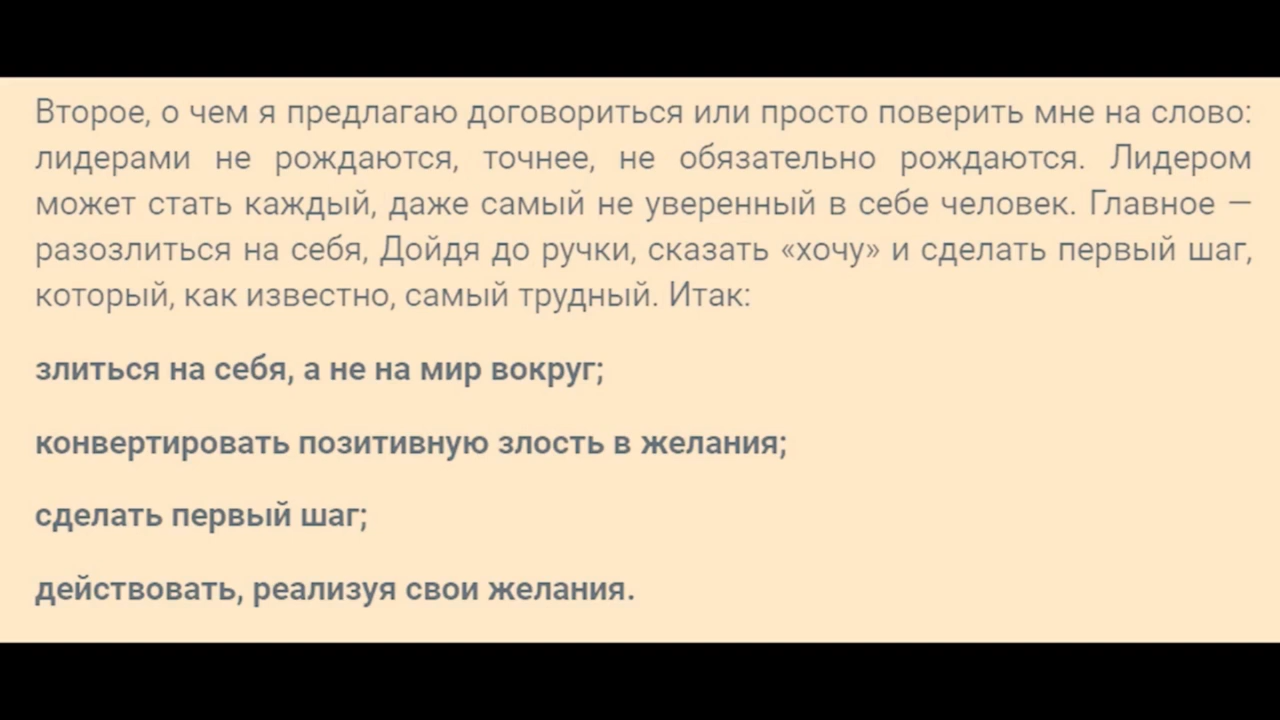 Второе, о чем я предлагаю договориться или просто поверить мне на слово:
лидерами не рождаются, точнее, не обязательно рождаются. Лидером
может стать каждый, даже самый не уверенный в себе человек. Главное —
разозлиться на себя, Дойдя до ручки, сказать «хочу» и сделать первый шаг,
который, как известно, самый трудный. Итак:
злиться на себя, а не на мир вокруг;
конвертировать позитивную злость в желания;
сделать первый шаг;
действовать, реализуя свои желания.